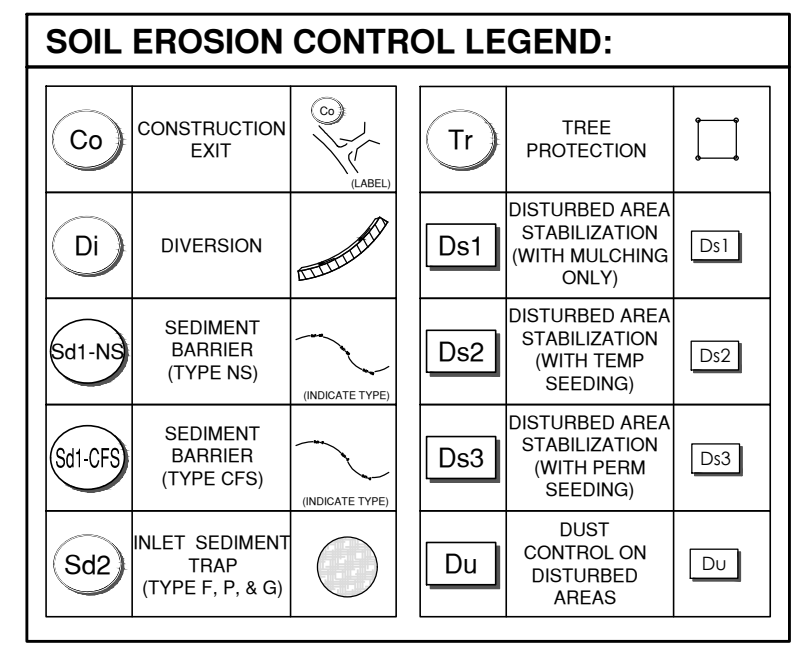 SOIL EROSION CONTROL LEGEND:
Co
CONSTRUCTION
EXIT
Co
(LABEL)
Di
DIVERSION
Sd1-NS
SEDIMENT
BARRIER
(TYPE NS)
(INDICATE TYPE)
Sd1-CFS
SEDIMENT
BARRIER
(TYPE CFS)
(INDICATE TYPE)
Sd2
INLET SEDIMENT
TRAP
(TYPE F, P, & G)
Tr
TREE
PROTECTION
Ds1
DISTURBED AREA
STABILIZATION
(WITH MULCHING
ONLY)
Ds1
Ds2
DISTURBED AREA
STABILIZATION
(WITH TEMP
SEEDING)
Ds2
Ds3
DISTURBED AREA
STABILIZATION
(WITH PERM
SEEDING)
Ds3
Du
DUST
CONTROL ON
DISTURBED
AREAS
Du